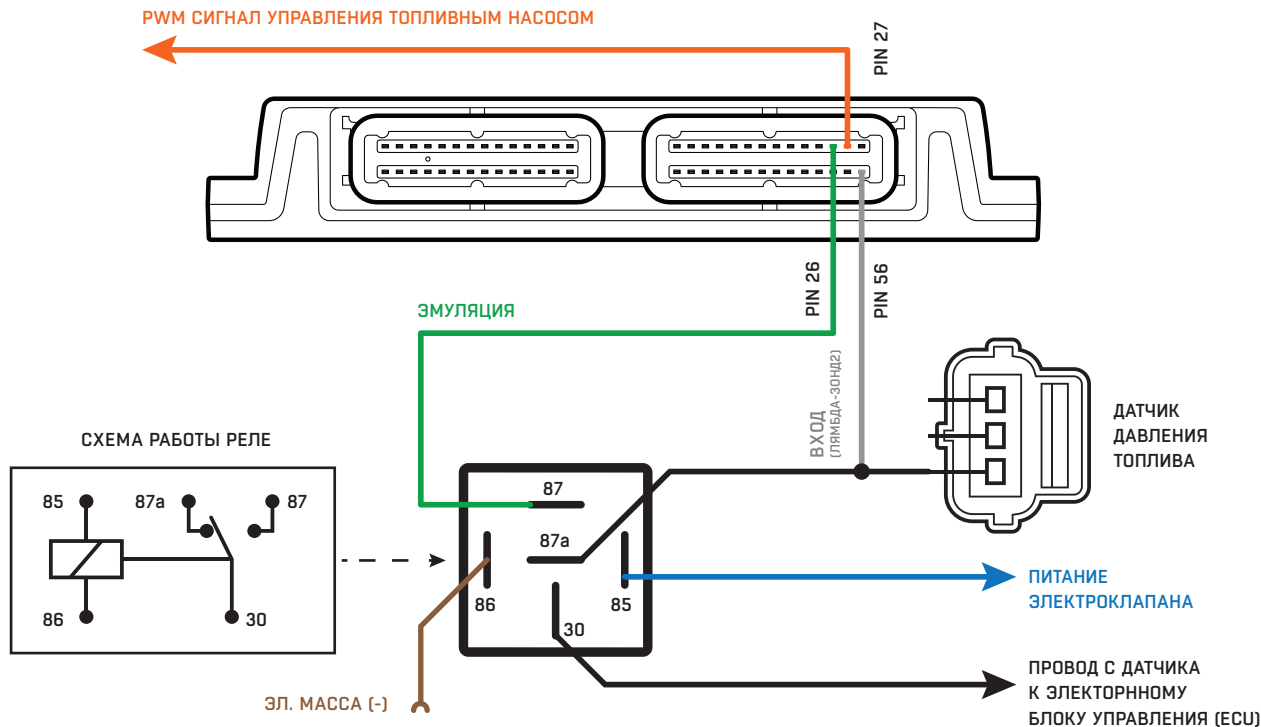 PWM СИГНАЛ УПРАВЛЕНИЯ ТОПЛИВНЫМ НАСОСОМ
PIN 27
PIN 26
PIN 56
ЭМУЛЯЦИЯ
ВХОД
(ЛЯМБДА-ЗОНД2)
ДАТЧИК
ДАВЛЕНИЯ
ТОПЛИВА
СХЕМА РАБОТЫ РЕЛЕ
85
87a
87
86
30
87
87a
86
85
30
ПИТАНИЕ
ЭЛЕКТРОКЛАПАНА
ЭЛ. МАССА (-)
ПРОВОД С ДАТЧИКА
К ЭЛЕКТОРННОМУ
БЛОКУ УПРАВЛЕНИЯ (ECU)